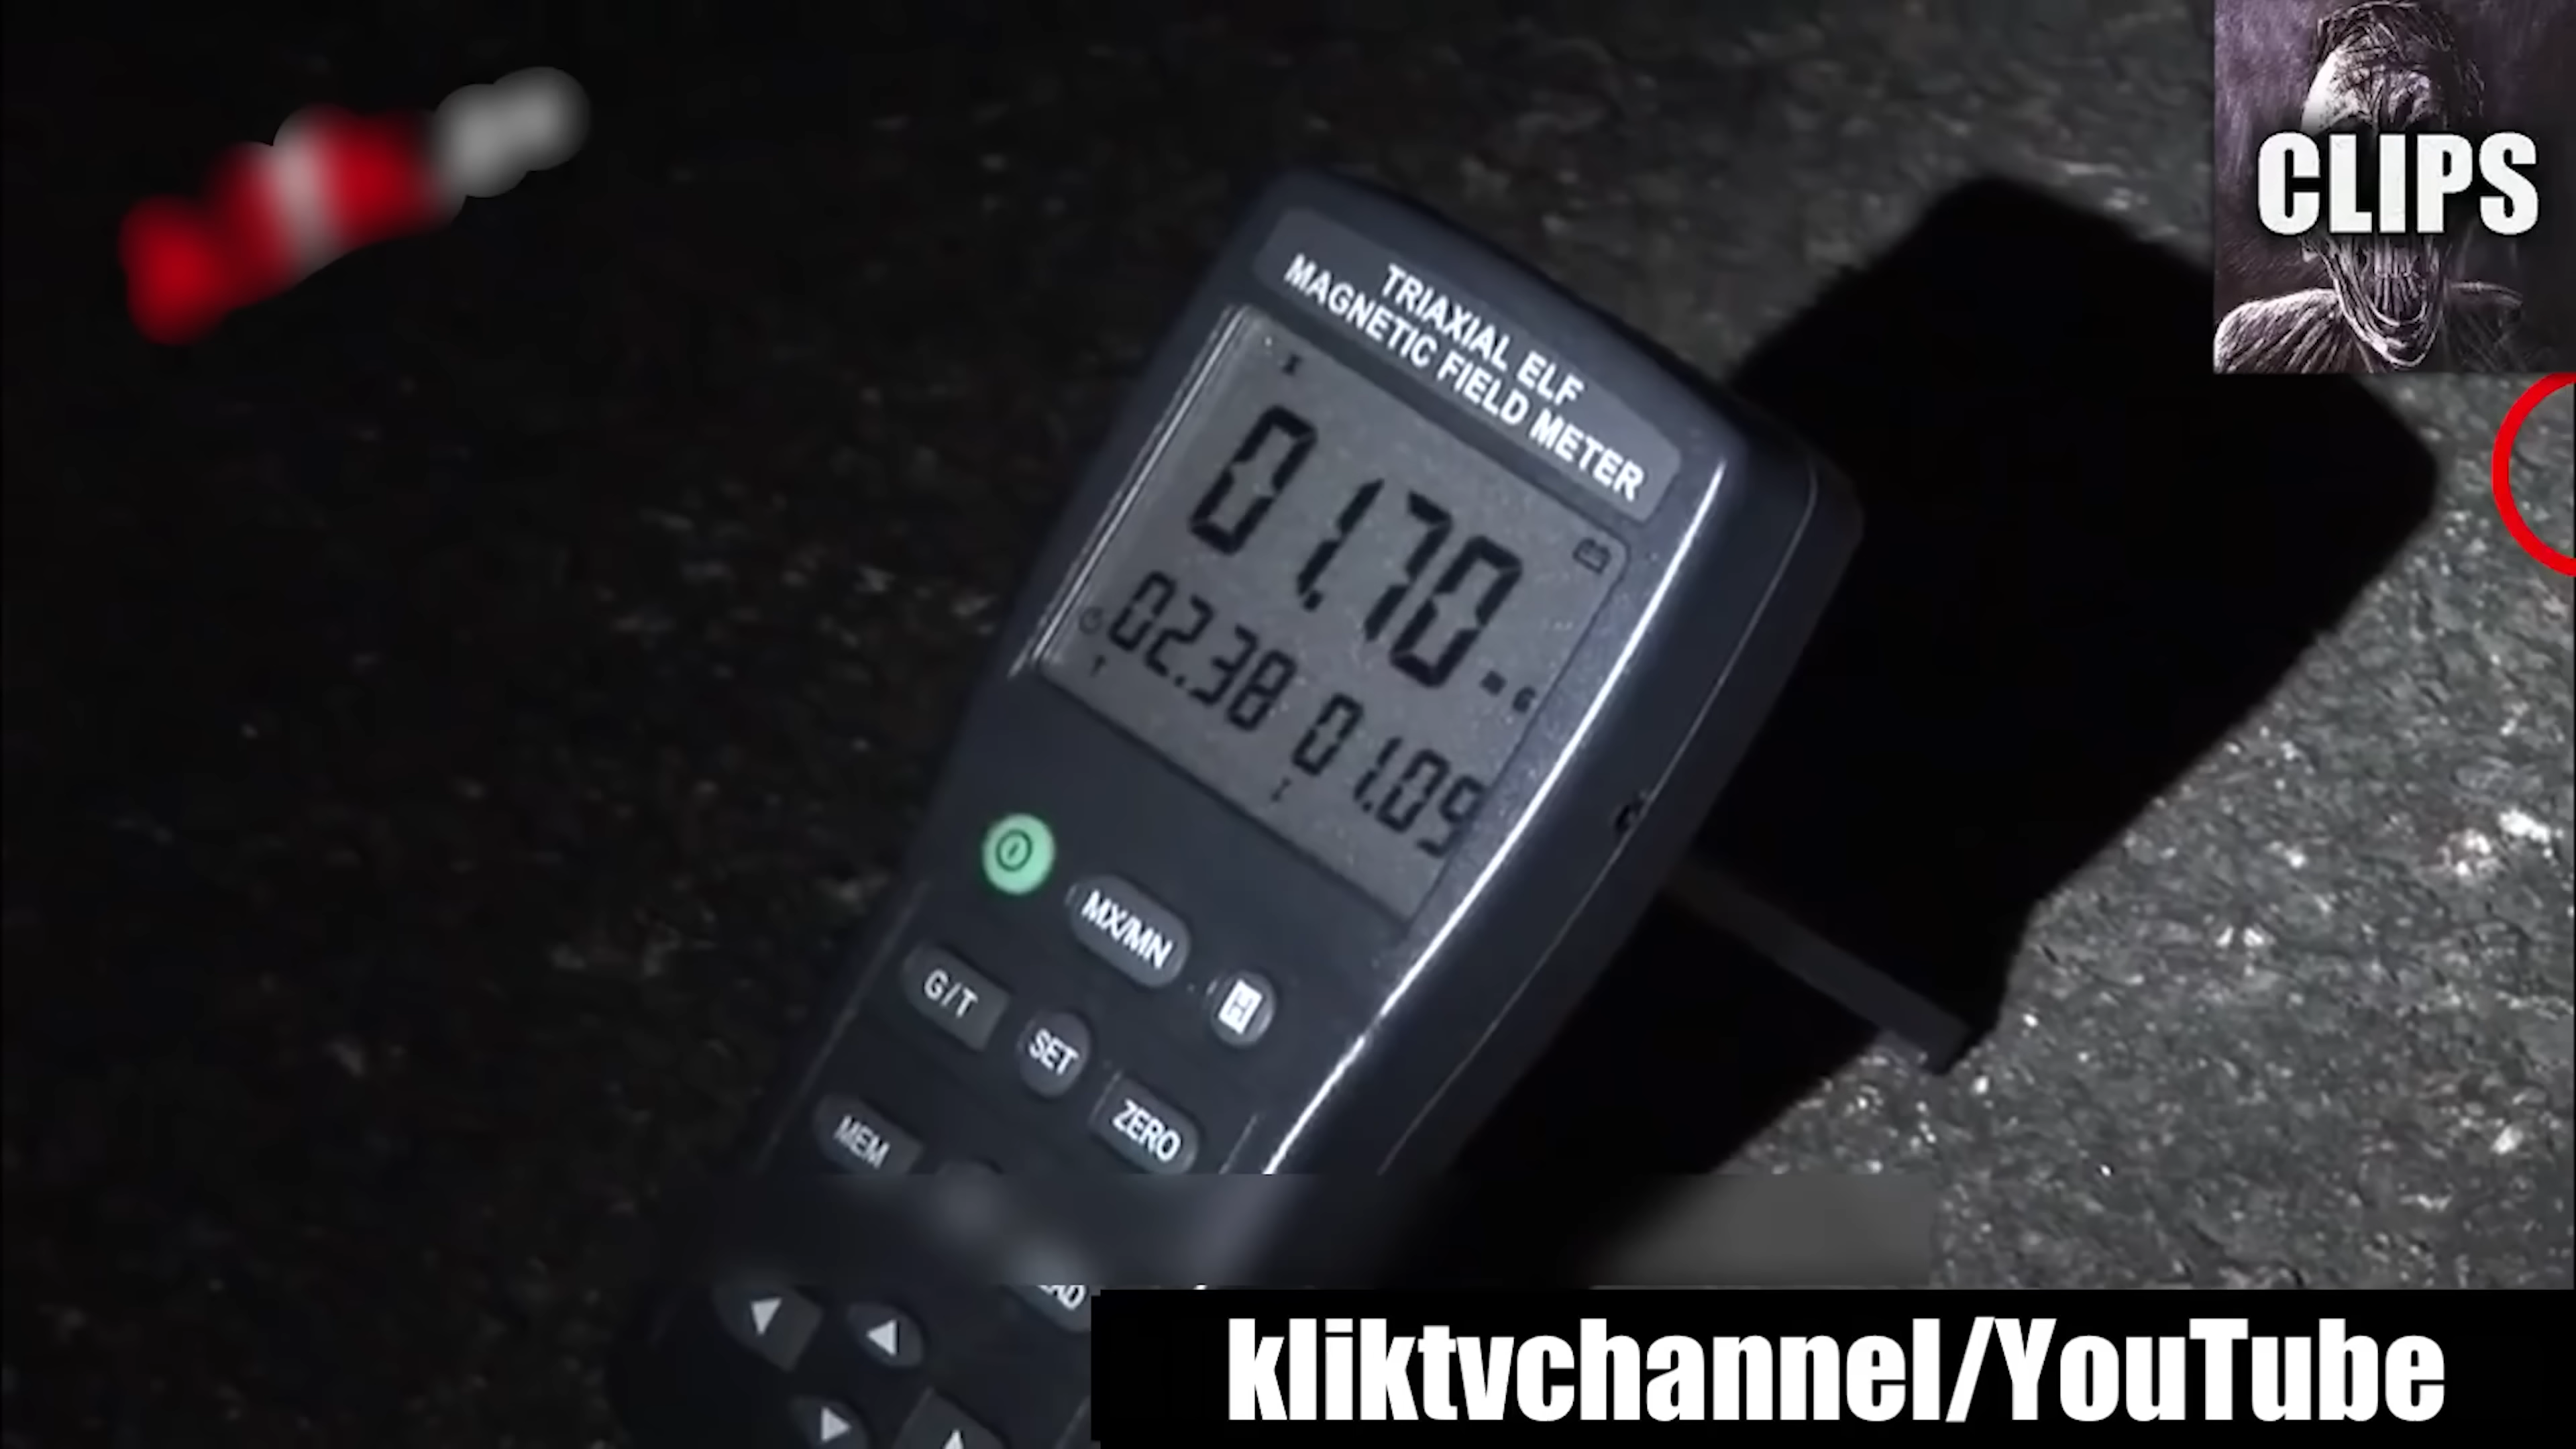 CLIPS
TRIAXIAL ELF
MAGNETIC FIELD METER
X
01.70
mG
02.38 01.09
Y
Z
MX/MN
H
G/T
SET
ZERO
MEM
kliktvchannel/YouTube